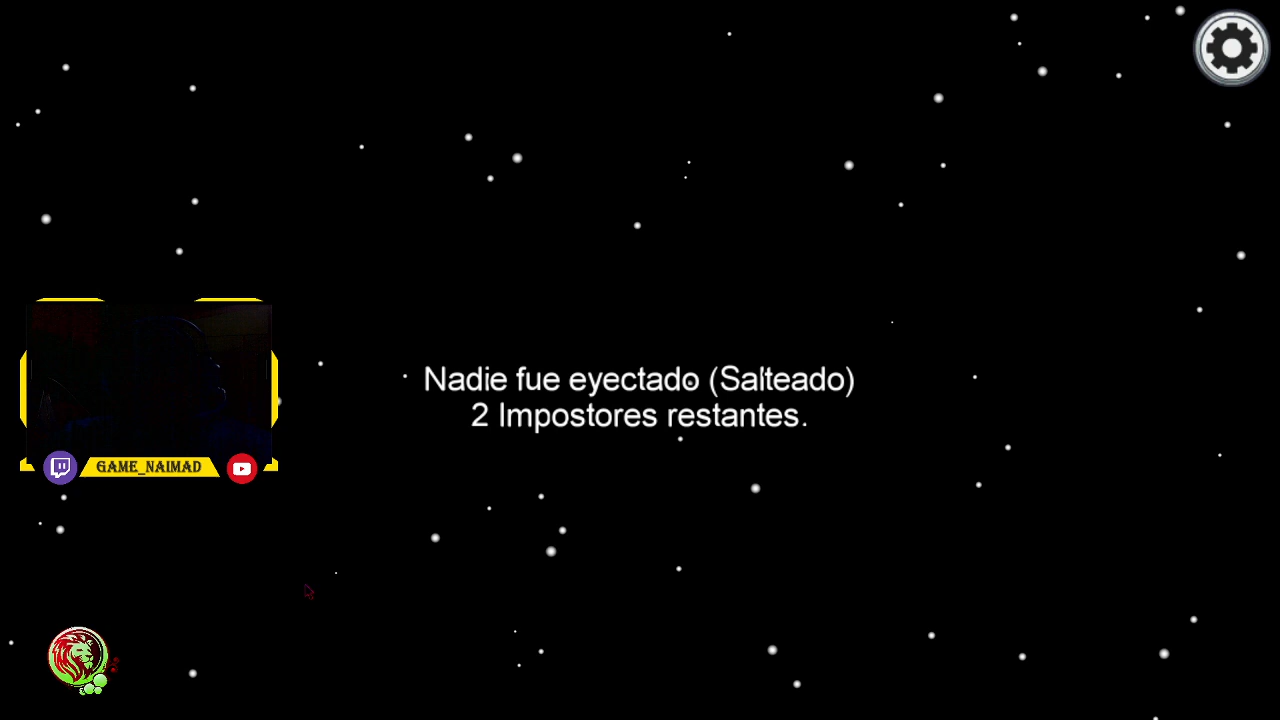 Nadie fue eyectado (Salteado)
2 Impostores restantes.
GAME_NAIMAD